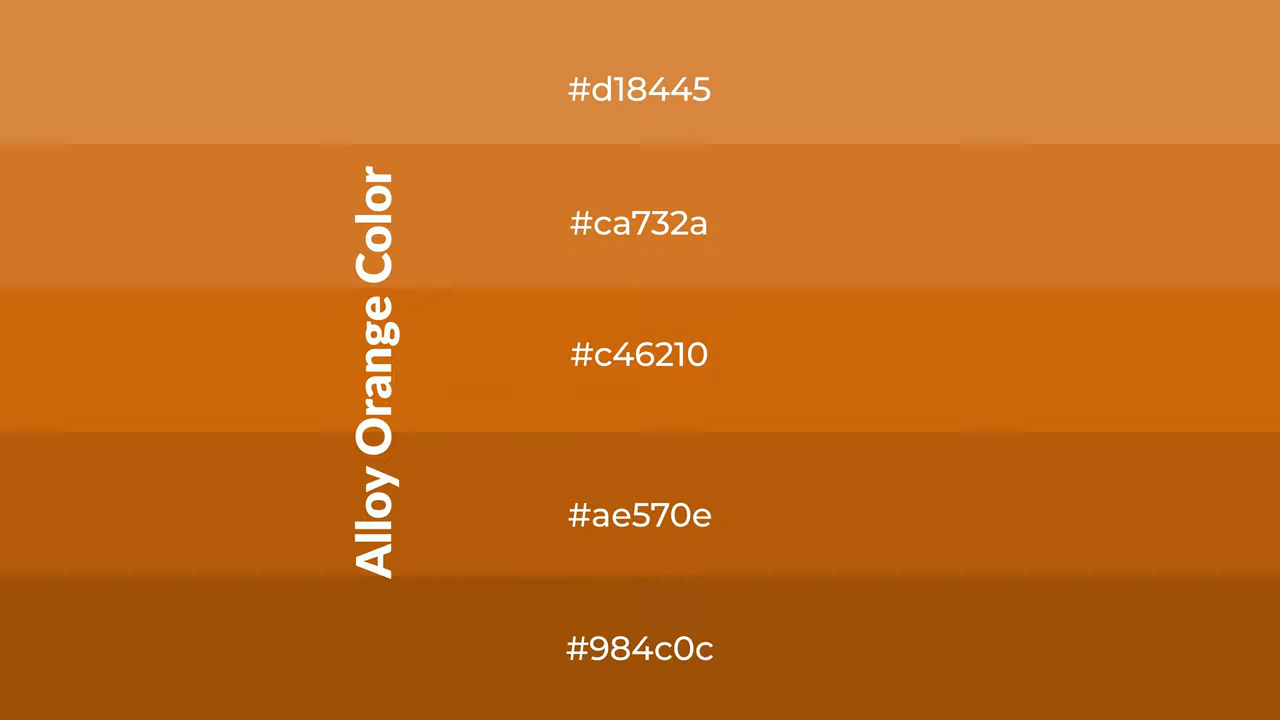 Alloy Orange Color
#d18445
#ca732a
#c46210
#ae570e
#984c0c